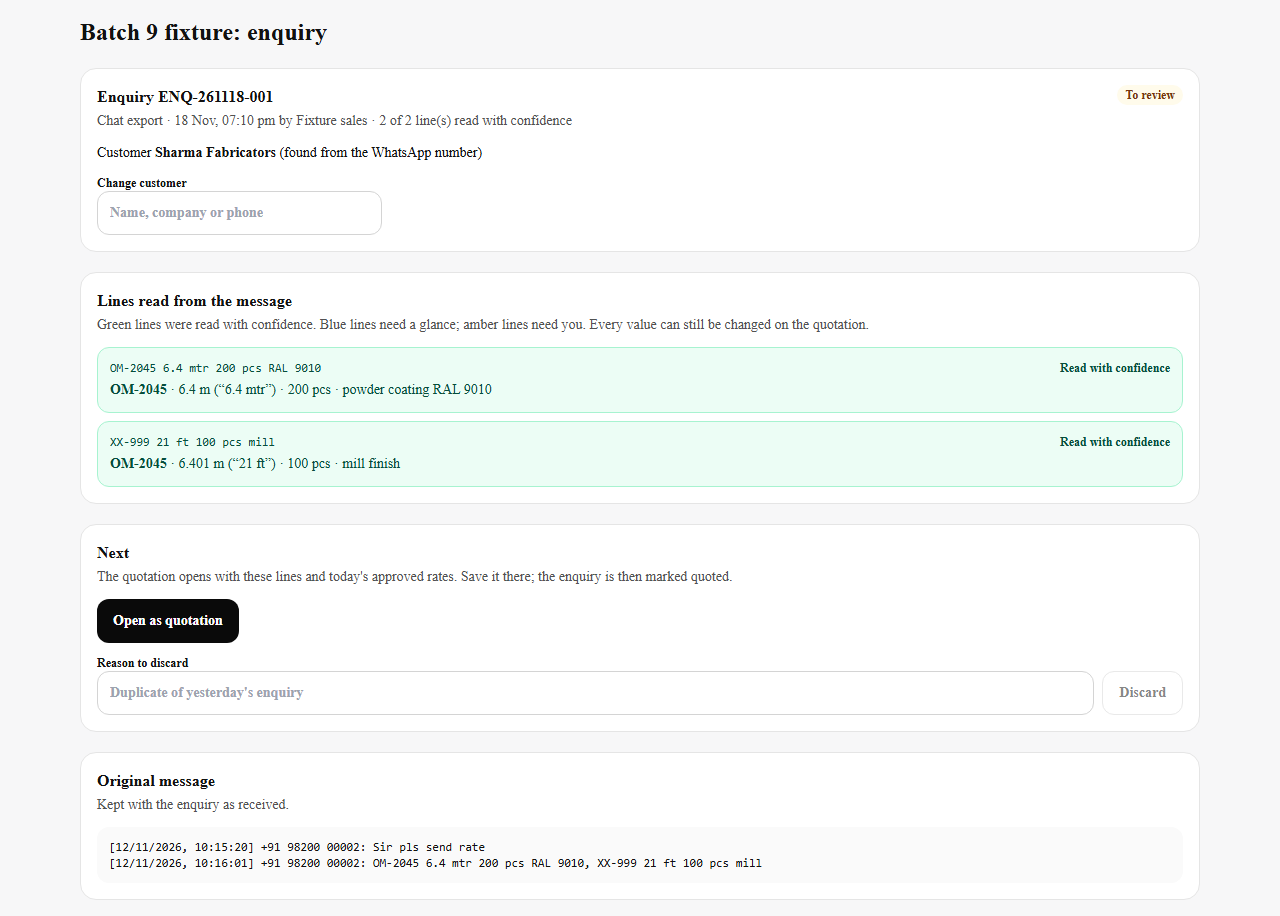 Batch 9 fixture: enquiry
Enquiry ENQ-261118-001
To review
Chat export · 18 Nov, 07:10 pm by Fixture sales · 2 of 2 line(s) read with confidence
Customer Sharma Fabricators (found from the WhatsApp number)
Change customer
Name, company or phone
Lines read from the message
Green lines were read with confidence. Blue lines need a glance; amber lines need you. Every value can still be changed on the quotation.
OM-2045 6.4 mtr 200 pcs RAL 9010
Read with confidence
OM-2045 · 6.4 m (“6.4 mtr”) · 200 pcs · powder coating RAL 9010
XX-999 21 ft 100 pcs mill
Read with confidence
OM-2045 · 6.401 m (“21 ft”) · 100 pcs · mill finish
Next
The quotation opens with these lines and today's approved rates. Save it there; the enquiry is then marked quoted.
Open as quotation
Reason to discard
Duplicate of yesterday's enquiry
Discard
Original message
Kept with the enquiry as received.
[12/11/2026, 10:15:20] +91 98200 00002: Sir pls send rate
[12/11/2026, 10:16:01] +91 98200 00002: OM-2045 6.4 mtr 200 pcs RAL 9010, XX-999 21 ft 100 pcs mill